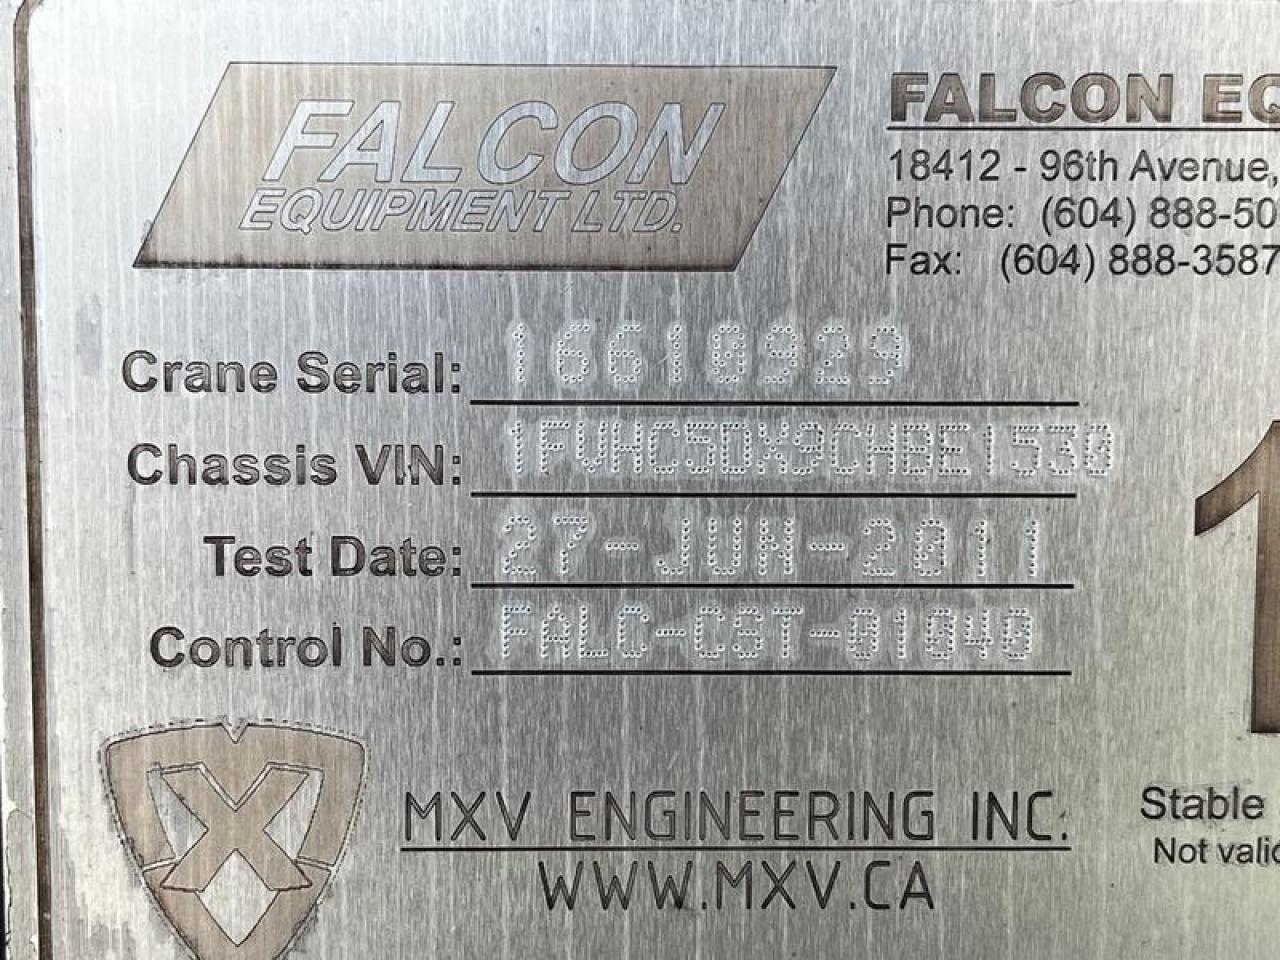 FALCON
EQUIPMENT LTD.
FALCON EQ
18412 - 96th Avenue,
Phone: (604) 888-50
Fax: (604) 888-3587
Crane Serial: 16610929
Chassis VIN: 1FVHC5DX9CHBE1530
Test Date: 27-JUN-2011
Control No.: FALC-CST-01040
1
X
MXV ENGINEERING INC.
WWW.MXV.CA
Stable
Not valid